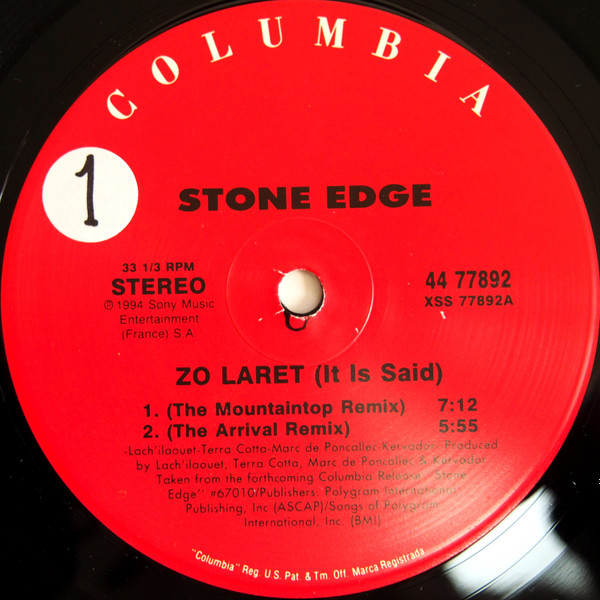 COLUMBIA
1
STONE EDGE
33 1/3 RPM
STEREO
℗ 1994 Sony Music
Entertainment
(France) S.A.
44 77892
XSS 77892A
ZO LARET (It Is Said)
1. (The Mountaintop Remix) 7:12
2. (The Arrival Remix) 5:55
-Lach'ilaouet-Terra Cotta-Marc de Poncallec-Kervador- Produced
by Lach'ilaouet, Terra Cotta, Marc de Poncallec & Kervador
Taken from the forthcoming Columbia Release, "Stone
Edge" #67010/Publishers: Polygram International
Publishing, Inc (ASCAP)/Songs of Polygram
International, Inc. (BMI)
"Columbia" Reg. U.S. Pat. & Tm. Off. Marca Registrada